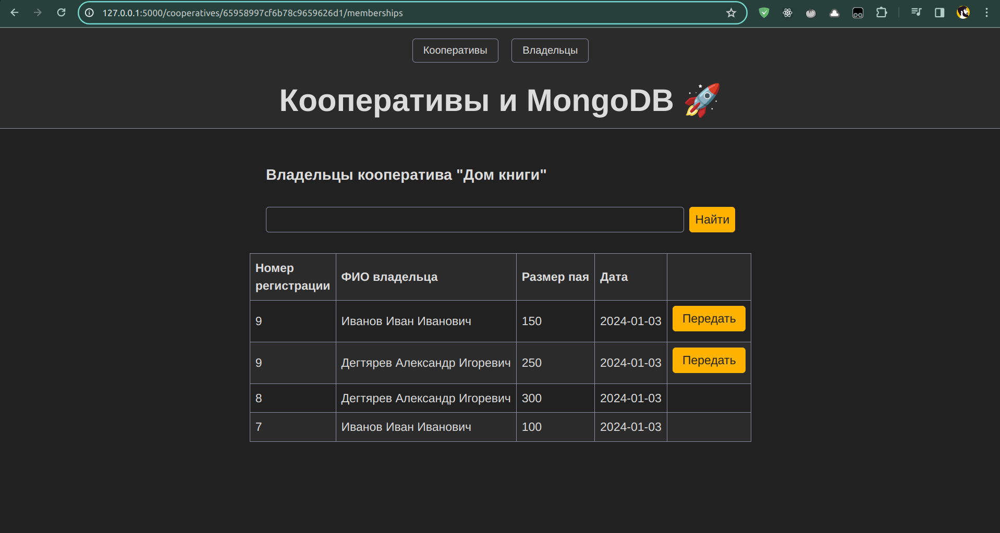 127.0.0.1:5000/cooperatives/65958997cf6b78c9659626d1/memberships
Кооперативы Владельцы
Кооперативы и MongoDB 🚀
Владельцы кооператива "Дом книги"
Найти
Номер регистрации ФИО владельца Размер пая Дата
9 Иванов Иван Иванович 150 2024-01-03 Передать
9 Дегтярев Александр Игоревич 250 2024-01-03 Передать
8 Дегтярев Александр Игоревич 300 2024-01-03
7 Иванов Иван Иванович 100 2024-01-03